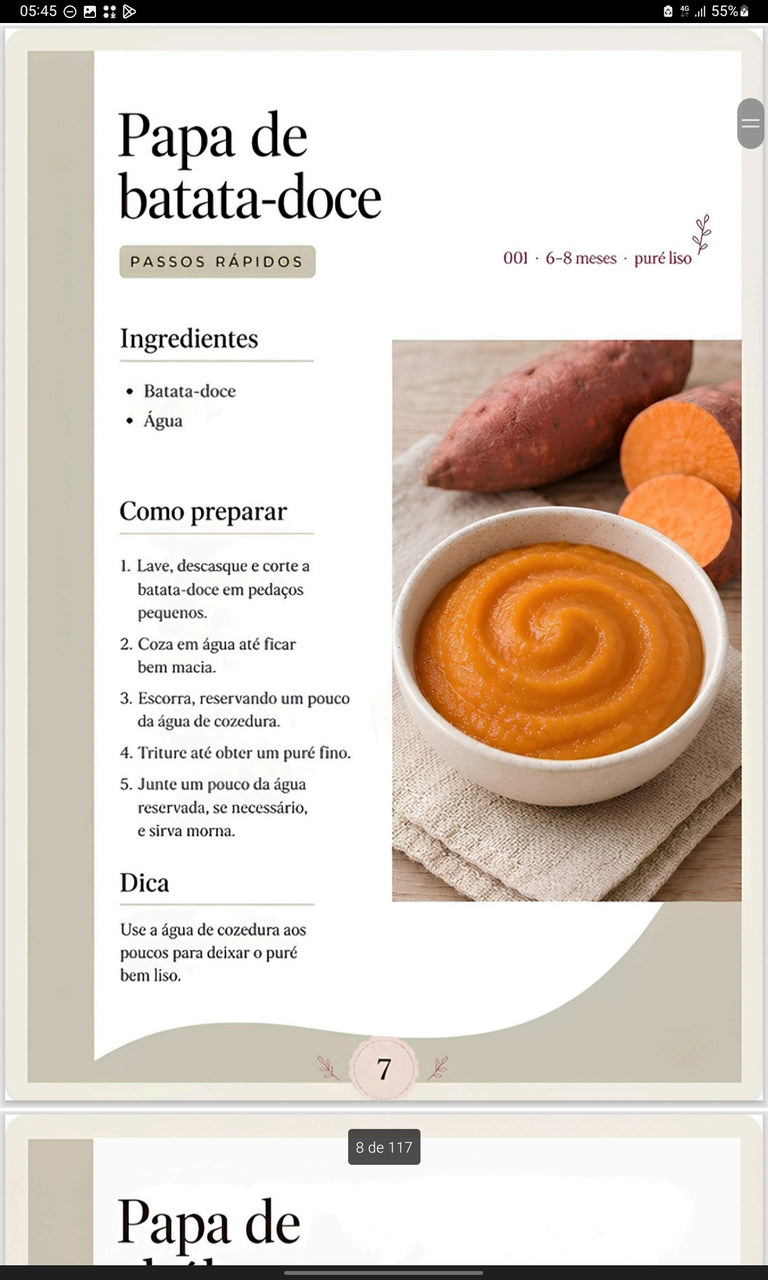 05:45
4G
55%
Papa de
batata-doce
PASSOS RÁPIDOS
001 · 6–8 meses · puré liso
Ingredientes
• Batata-doce
• Água
Como preparar
1. Lave, descasque e corte a
batata-doce em pedaços
pequenos.
2. Coza em água até ficar
bem macia.
3. Escorra, reservando um pouco
da água de cozedura.
4. Triture até obter um puré fino.
5. Junte um pouco da água
reservada, se necessário,
e sirva morna.
Dica
Use a água de cozedura aos
poucos para deixar o puré
bem liso.
7
8 de 117
Papa de